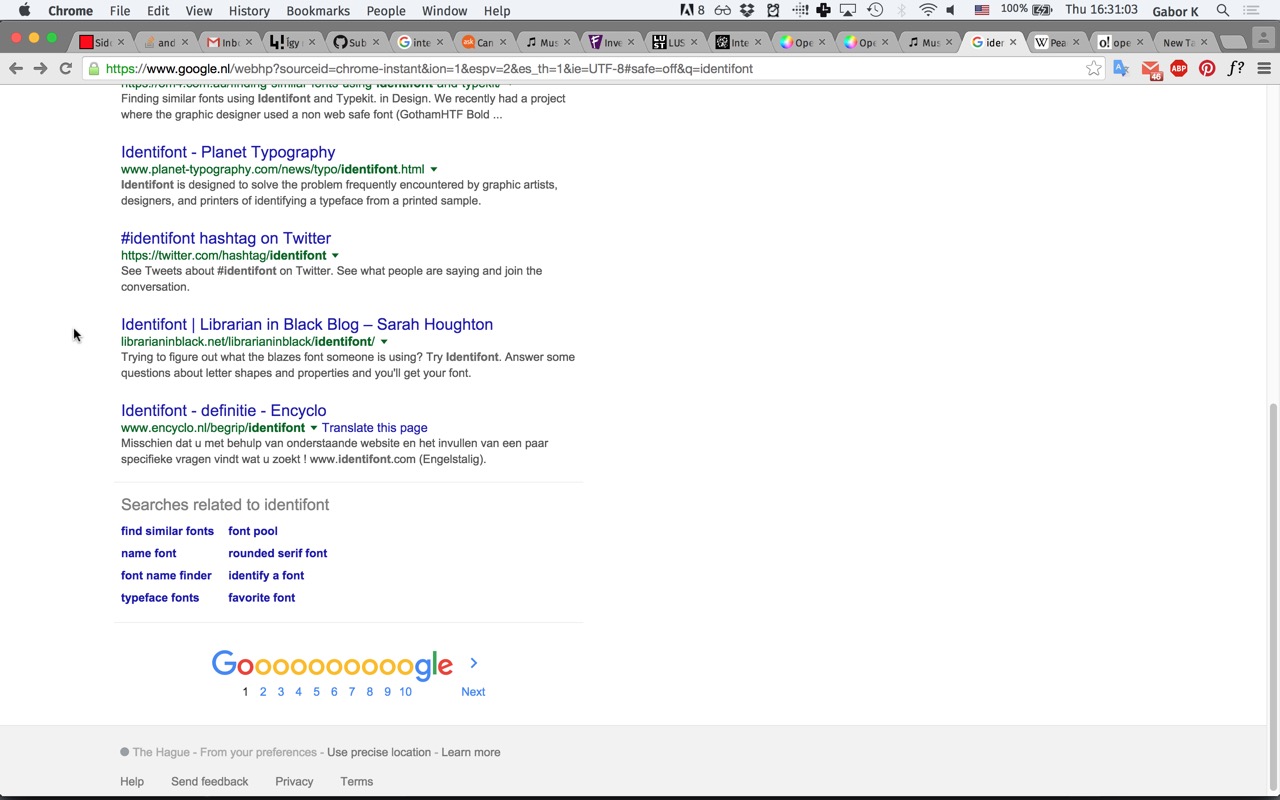 Chrome File Edit View History Bookmarks People Window Help 8 100% Thu 16:31:03 Gabor K
Side and Inbo igy Sub inte Can Mus Inve LUS Inte Ope Ope Mus iden Pea ope New Ta
https://www.google.nl/webhp?sourceid=chrome-instant&ion=1&espv=2&es_th=1&ie=UTF-8#safe=off&q=identifont 46 ABP f?
Finding similar fonts using Identifont and Typekit. in Design. We recently had a project
where the graphic designer used a non web safe font (GothamHTF Bold ...
Identifont - Planet Typography
www.planet-typography.com/news/typo/identifont.html
Identifont is designed to solve the problem frequently encountered by graphic artists,
designers, and printers of identifying a typeface from a printed sample.
#identifont hashtag on Twitter
https://twitter.com/hashtag/identifont
See Tweets about #identifont on Twitter. See what people are saying and join the
conversation.
Identifont | Librarian in Black Blog – Sarah Houghton
librarianinblack.net/librarianinblack/identifont/
Trying to figure out what the blazes font someone is using? Try Identifont. Answer some
questions about letter shapes and properties and you'll get your font.
Identifont - definitie - Encyclo
www.encyclo.nl/begrip/identifont Translate this page
Misschien dat u met behulp van onderstaande website en het invullen van een paar
specifieke vragen vindt wat u zoekt ! www.identifont.com (Engelstalig).
Searches related to identifont
find similar fonts font pool
name font rounded serif font
font name finder identify a font
typeface fonts favorite font
Goooooooooogle >
1 2 3 4 5 6 7 8 9 10 Next
The Hague - From your preferences - Use precise location - Learn more
Help Send feedback Privacy Terms